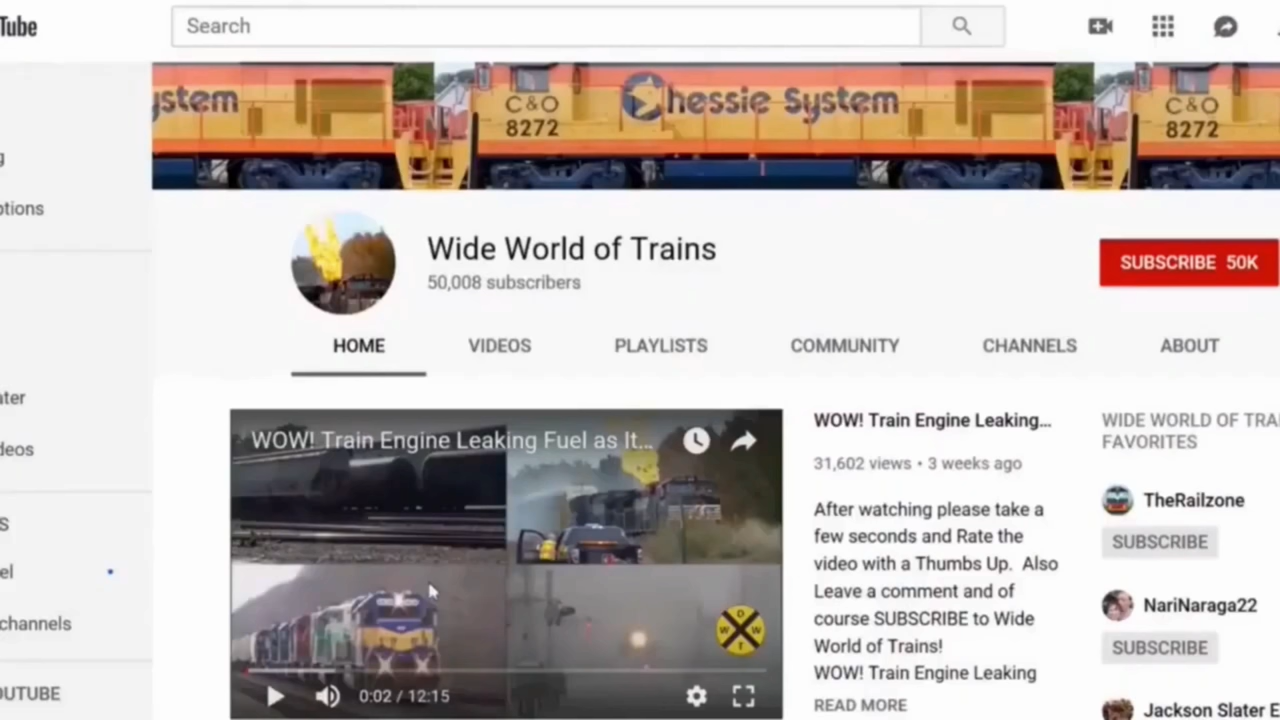 Tube
Search
ystem
C&O
8272
Chessie System
C&O
8272
g
otions
Wide World of Trains
50,008 subscribers
SUBSCRIBE 50K
HOME
VIDEOS
PLAYLISTS
COMMUNITY
CHANNELS
ABOUT
ater
deos
S
el
channels
OUTUBE
WOW! Train Engine Leaking Fuel as It...
W W
T
0:02 / 12:15
WOW! Train Engine Leaking...
31,602 views • 3 weeks ago
After watching please take a
few seconds and Rate the
video with a Thumbs Up. Also
Leave a comment and of
course SUBSCRIBE to Wide
World of Trains!
WOW! Train Engine Leaking
READ MORE
WIDE WORLD OF TRA
FAVORITES
TheRailzone
SUBSCRIBE
NariNaraga22
SUBSCRIBE
Jackson Slater E